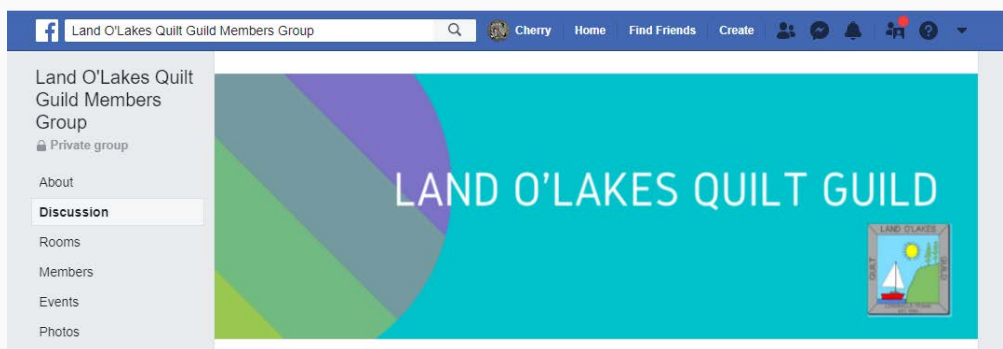 Land O'Lakes Quilt Guild Members Group
Cherry Home Find Friends Create
Land O'Lakes Quilt
Guild Members
Group
Private group
About
Discussion
Rooms
Members
Events
Photos
LAND O'LAKES QUILT GUILD
LAND O'LAKES
QUILT
GUILD